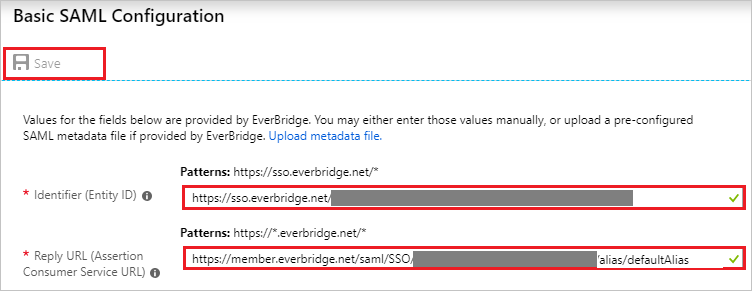 Basic SAML Configuration
Save
Values for the fields below are provided by EverBridge. You may either enter those values manually, or upload a pre-configured
SAML metadata file if provided by EverBridge. Upload metadata file.
Patterns: https://sso.everbridge.net/*
* Identifier (Entity ID)
https://sso.everbridge.net/
Patterns: https://*.everbridge.net/*
* Reply URL (Assertion
Consumer Service URL)
https://member.everbridge.net/saml/SSO/ /alias/defaultAlias